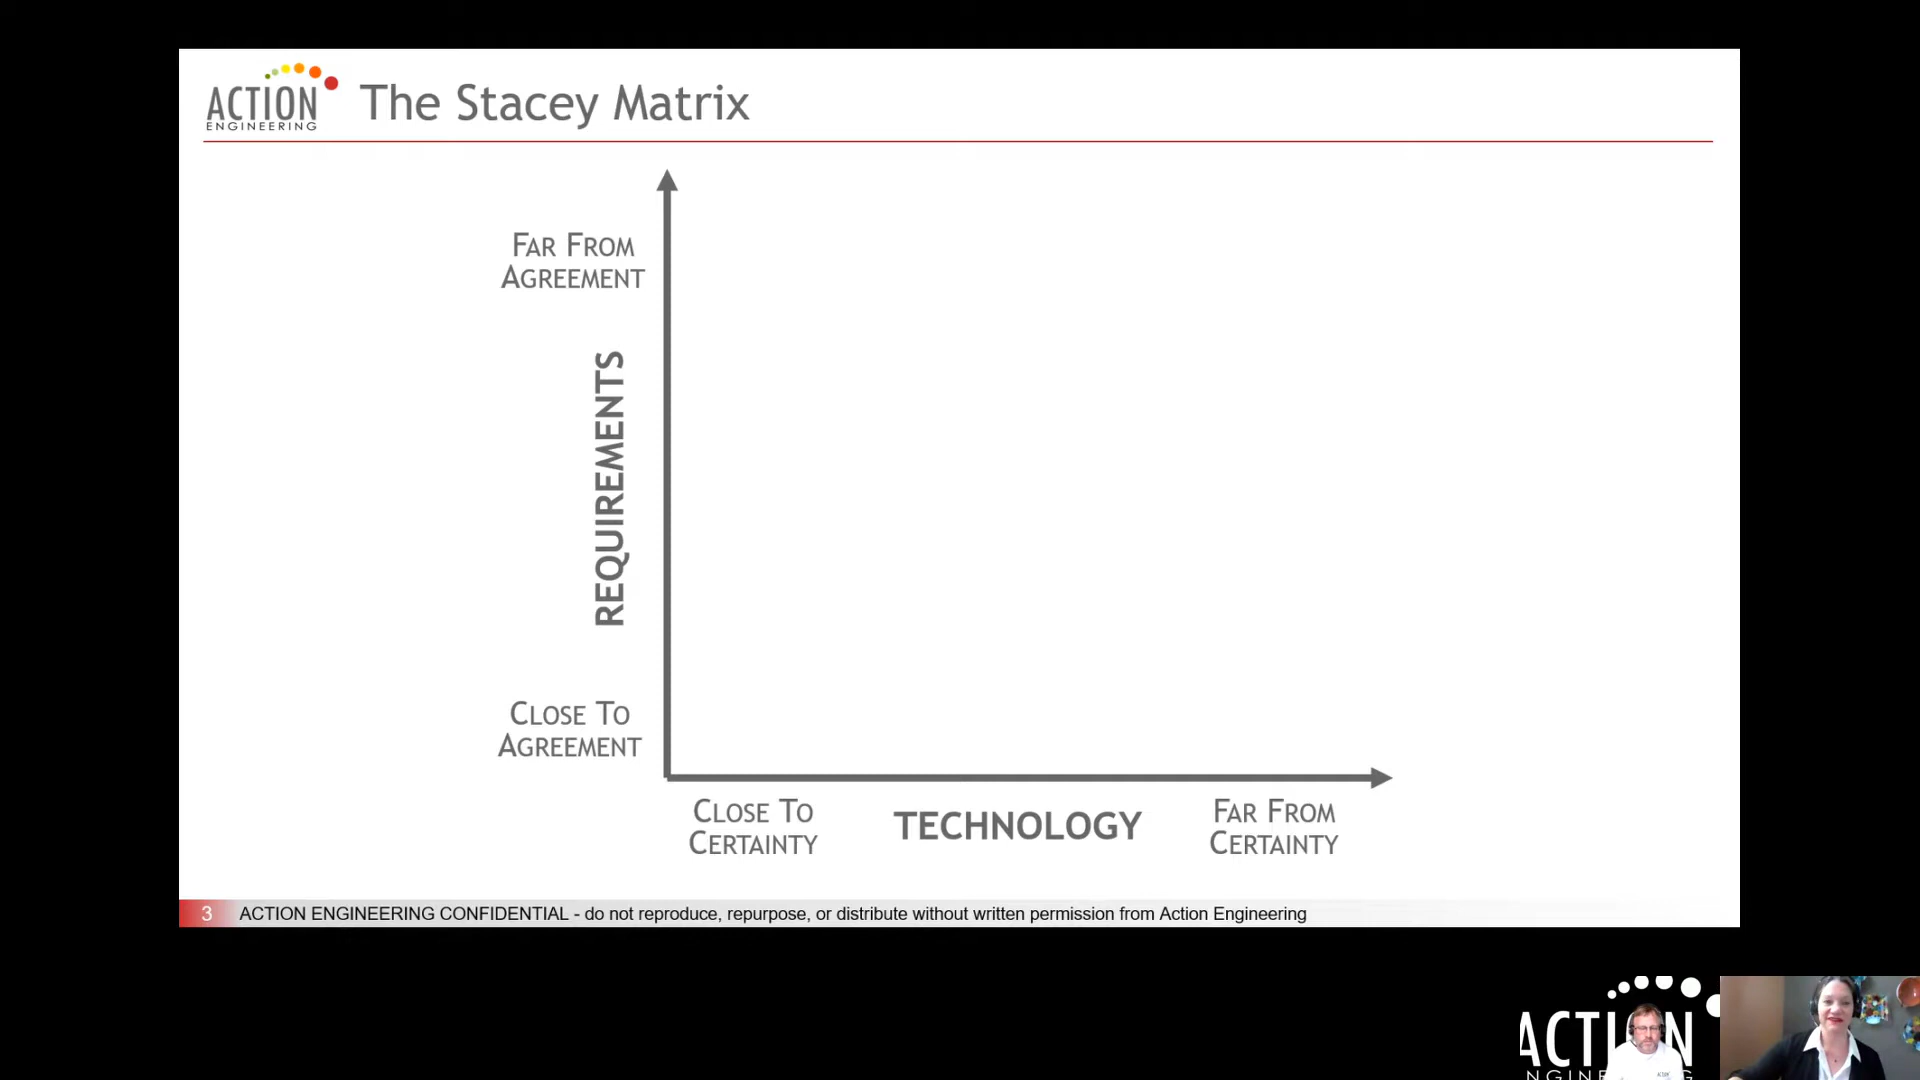 ACTION
ENGINEERING
The Stacey Matrix
FAR FROM
AGREEMENT
REQUIREMENTS
CLOSE TO
AGREEMENT
CLOSE TO
CERTAINTY
TECHNOLOGY
FAR FROM
CERTAINTY
3 ACTION ENGINEERING CONFIDENTIAL - do not reproduce, repurpose, or distribute without written permission from Action Engineering